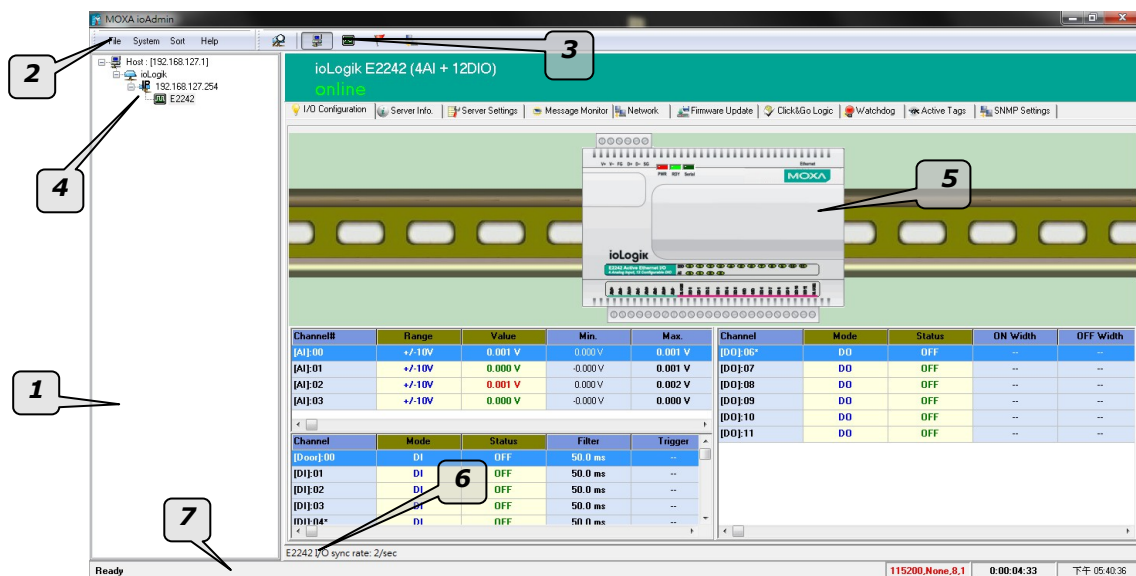 MOXA ioAdmin
File System Sort Help
Host : [192.168.127.1]
ioLogik
192.168.127.254
E2242
ioLogik E2242 (4AI + 12DIO)
online
I/O Configuration Server Info. Server Settings Message Monitor Network Firmware Update Click&Go Logic Watchdog Active Tags SNMP Settings
V+ V- FG D+ D- SG Ethernet
PWR RDY Serial
MOXA
ioLogik
E2242 Active Ethernet I/O
Channel# Range Value Min. Max.
[AI]:00 +/-10V 0.001 V 0.000 V 0.001 V
[AI]:01 +/-10V 0.000 V -0.000 V 0.001 V
[AI]:02 +/-10V 0.001 V 0.000 V 0.002 V
[AI]:03 +/-10V 0.000 V -0.000 V 0.000 V
Channel Mode Status Filter Trigger
[Door]:00 DI OFF 50.0 ms --
[DI]:01 DI OFF 50.0 ms --
[DI]:02 DI OFF 50.0 ms --
[DI]:03 DI OFF 50.0 ms --
[DI]:04* DI OFF 50.0 ms --
Channel Mode Status ON Width OFF Width
[DO]:06* DO OFF -- --
[DO]:07 DO OFF -- --
[DO]:08 DO OFF -- --
[DO]:09 DO OFF -- --
[DO]:10 DO OFF -- --
[DO]:11 DO OFF -- --
E2242 I/O sync rate: 2/sec
Ready 115200,None,8,1 0:00:04:33 下午 05:40:36
1
2
3
4
5
6
7